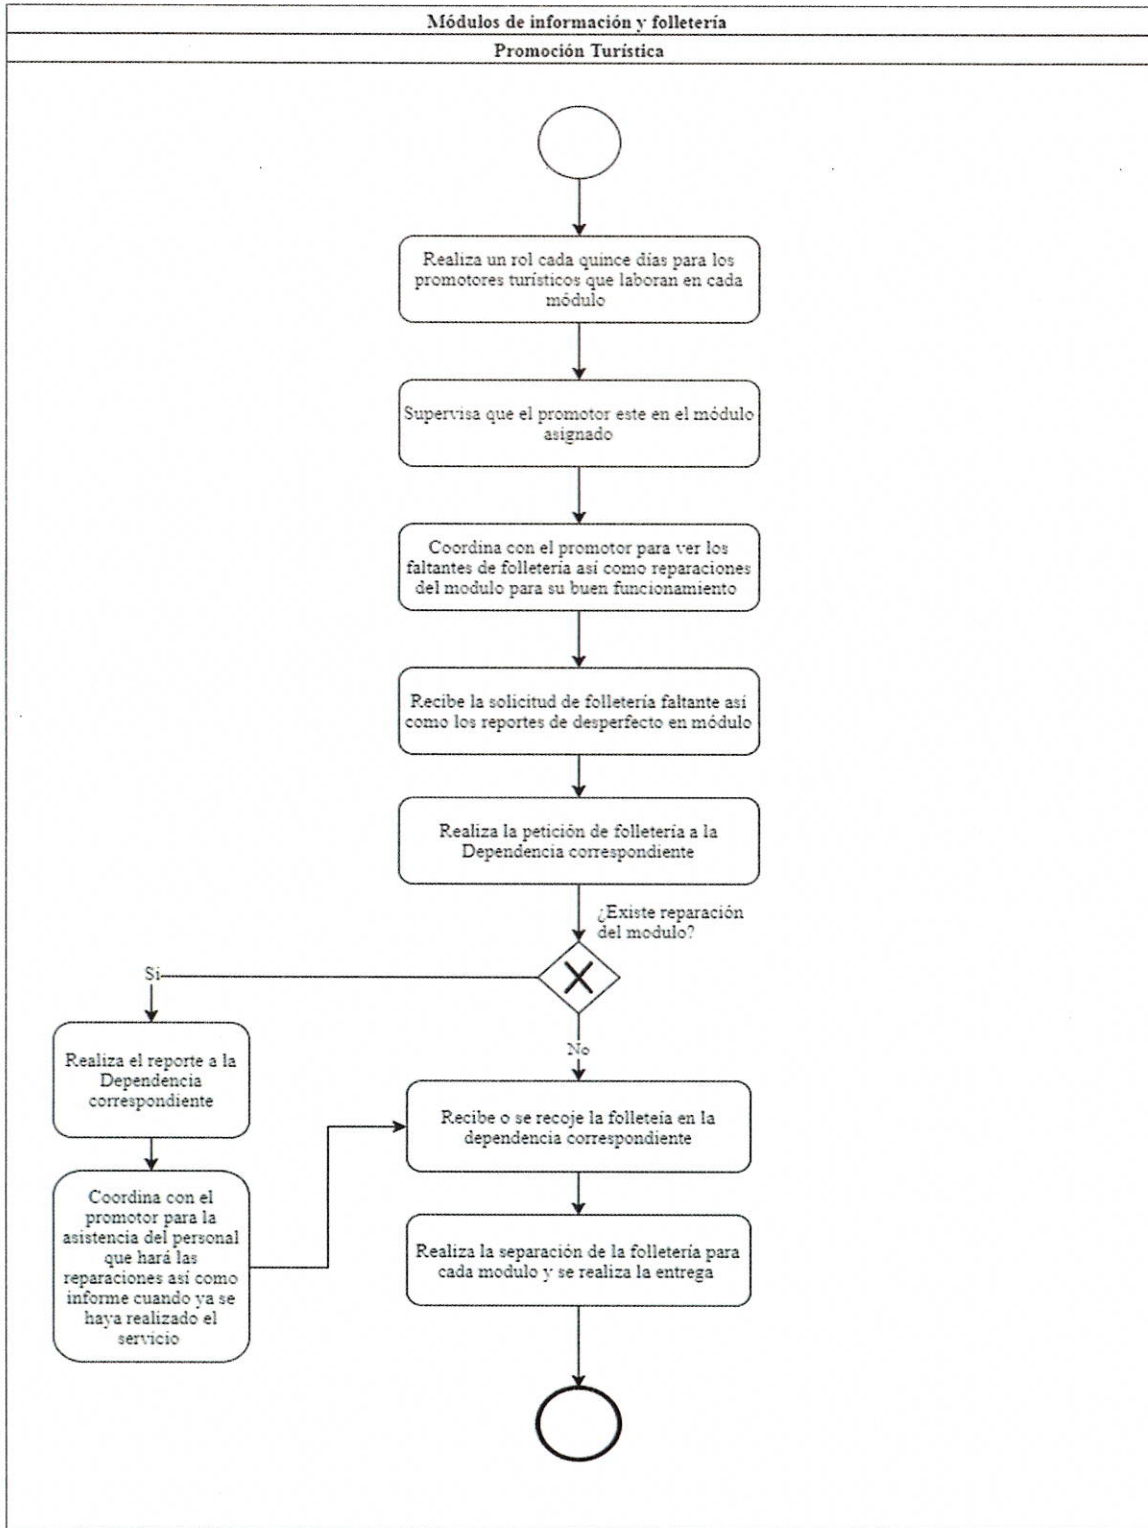 Módulos de información y folletería
Promoción Turística
Realiza un rol cada quince días para los
promotores turísticos que laboran en cada
módulo
Supervisa que el promotor este en el módulo
asignado
Coordina con el promotor para ver los
faltantes de folletería así como reparaciones
del modulo para su buen funcionamiento
Recibe la solicitud de folletería faltante así
como los reportes de desperfecto en módulo
Realiza la petición de folletería a la
Dependencia correspondiente
¿Existe reparación
del modulo?
Si
No
Realiza el reporte a la
Dependencia
correspondiente
Coordina con el
promotor para la
asistencia del personal
que hará las
reparaciones así como
informe cuando ya se
haya realizado el
servicio
Recibe o se recoje la folleteía en la
dependencia correspondiente
Realiza la separación de la folletería para
cada modulo y se realiza la entrega